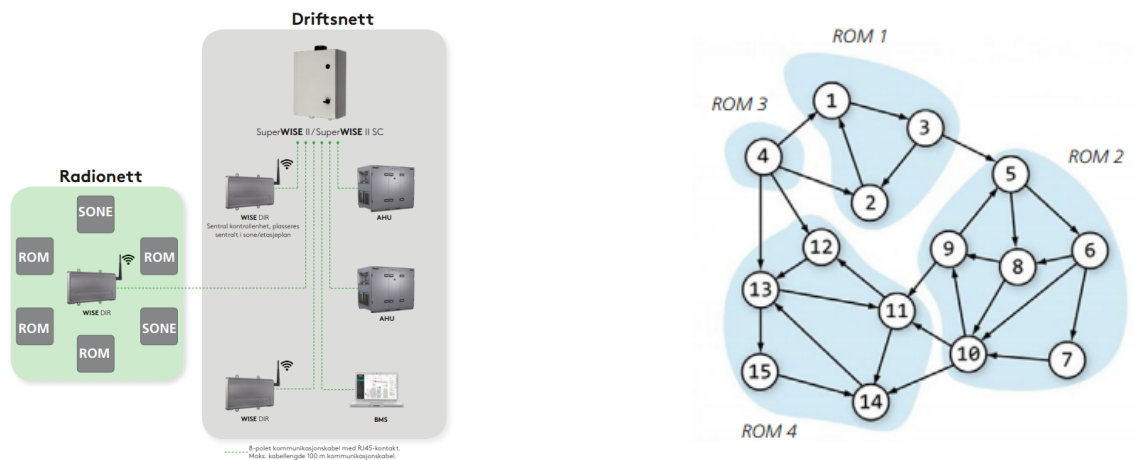 Driftsnett
SuperWISE II/SuperWISE II SC
WISE DIR
Sentral kontrollenhet, plasseres
sentralt i sone/etasjeplan
AHU
AHU
WISE DIR
BMS
8-polet kommunikasjonskabel med RJ45-kontakt.
Maks. kabellengde 100 m kommunikasjonskabel.
Radionett
SONE
ROM
ROM
WISE DIR
ROM
SONE
ROM
ROM 1
ROM 3
ROM 2
ROM 4
1
3
4
2
5
12
9
8
6
13
11
10
7
15
14